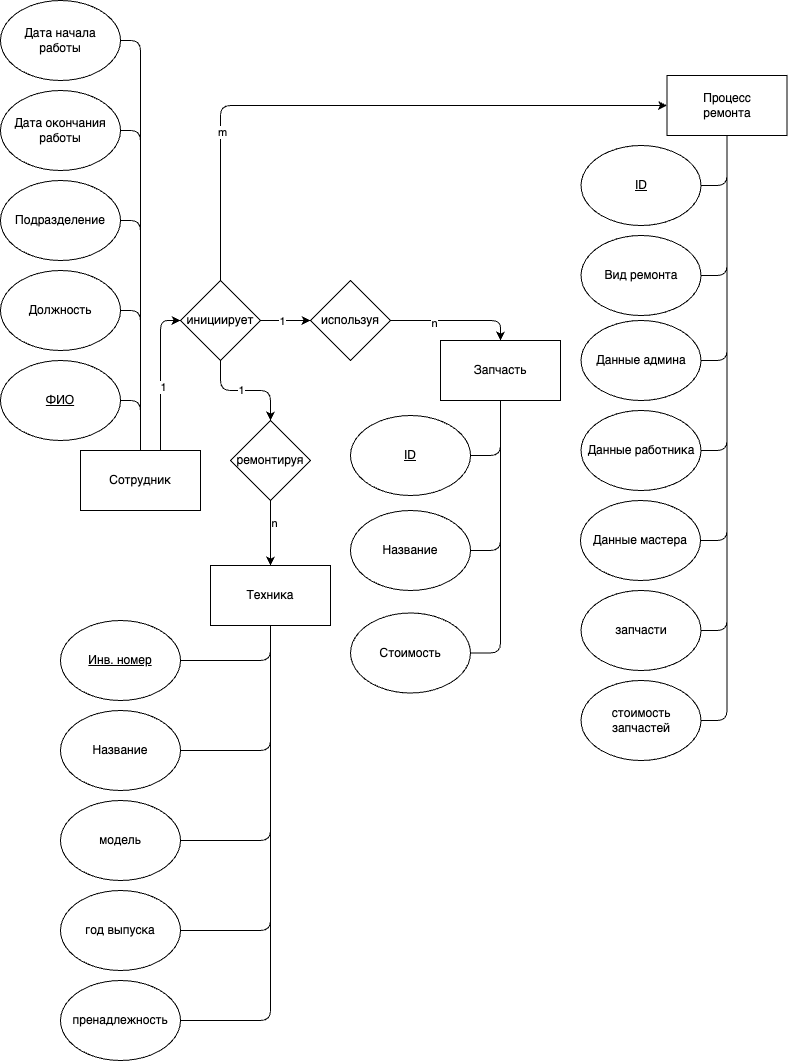 Дата начала
работы
Дата окончания
работы
Подразделение
Должность
ФИО
Сотрудник
1
инициирует
m
1
используя
n
1
ремонтируя
n
Процесс
ремонта
ID
Вид ремонта
Данные админа
Данные работника
Данные мастера
запчасти
стоимость
запчастей
Запчасть
ID
Название
Стоимость
Техника
Инв. номер
Название
модель
год выпуска
пренадлежность